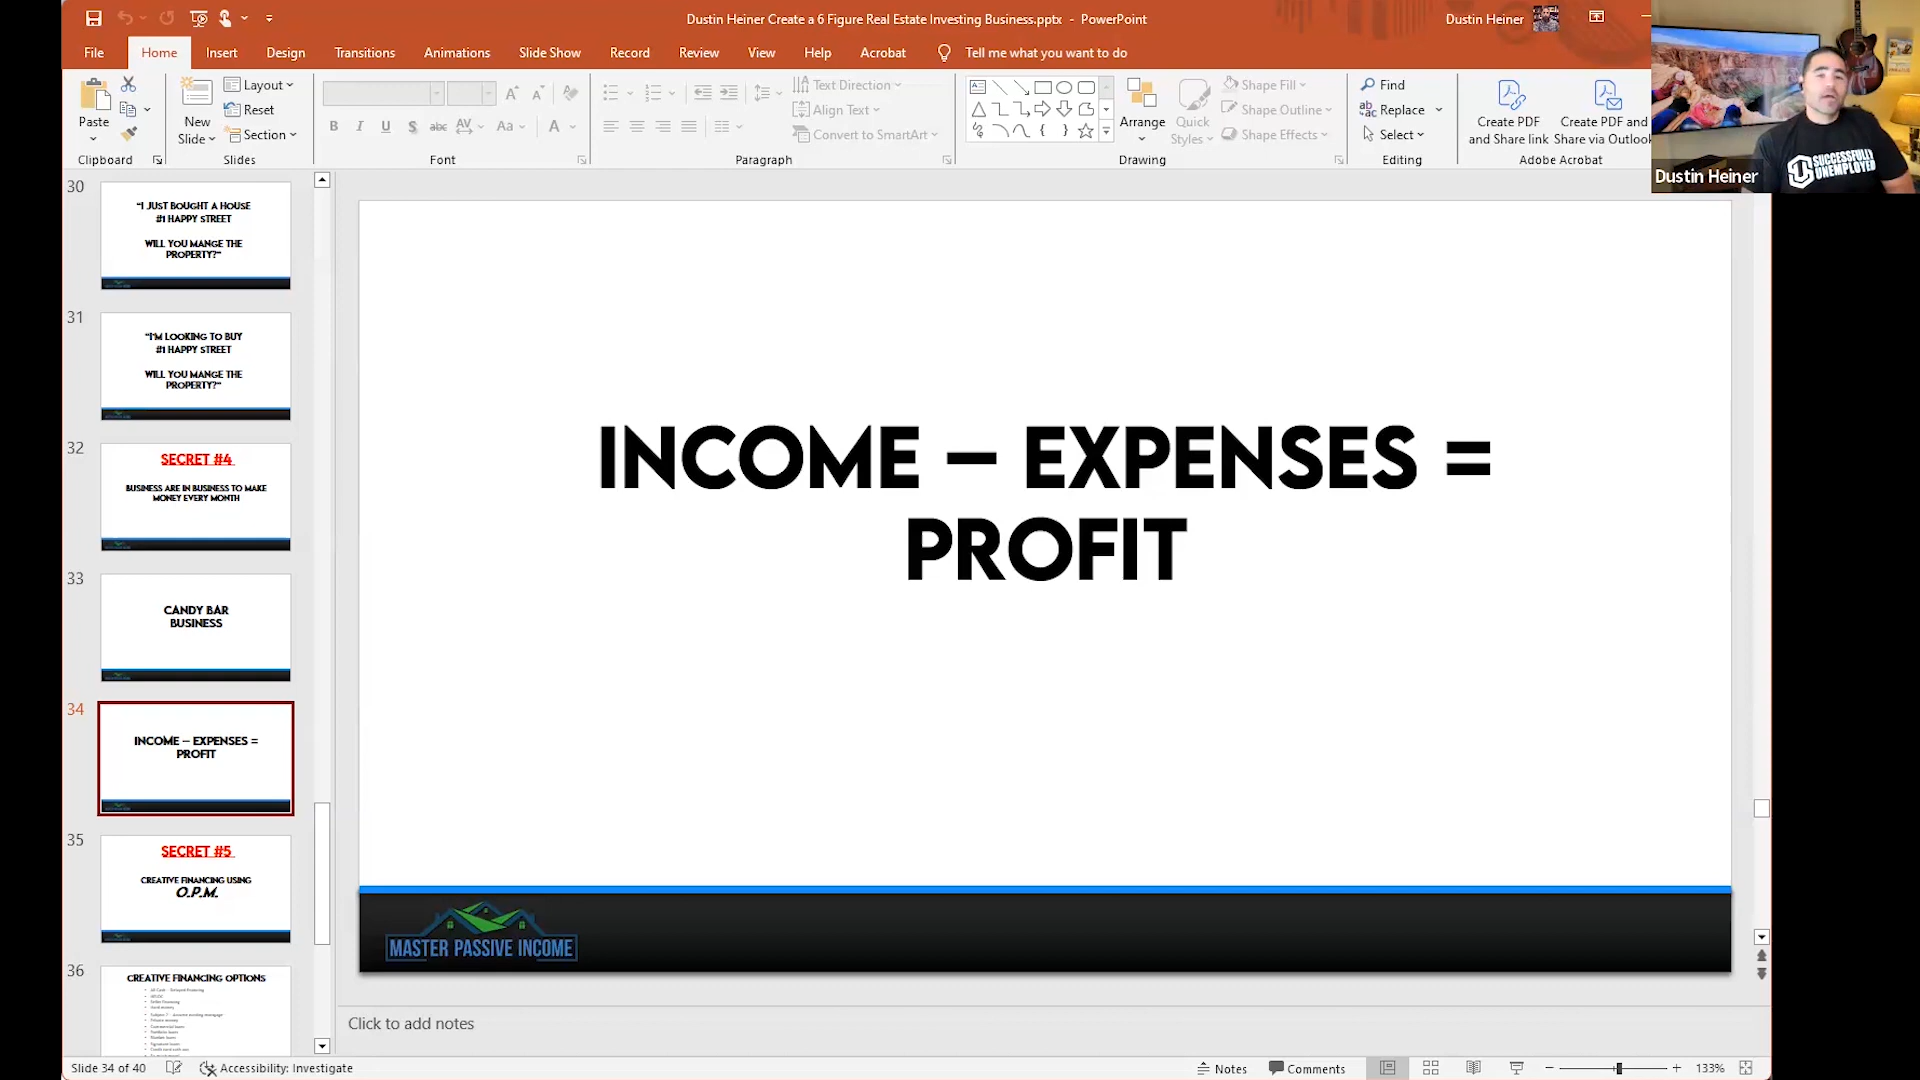 Dustin Heiner Create a 6 Figure Real Estate Investing Business.pptx - PowerPoint
Dustin Heiner
File Home Insert Design Transitions Animations Slide Show Record Review View Help Acrobat Tell me what you want to do
Paste
Clipboard
New Slide
Layout
Reset
Section
Slides
B I U S abc AV Aa A
Font
Text Direction
Align Text
Convert to SmartArt
Paragraph
Arrange
Quick Styles
Shape Fill
Shape Outline
Shape Effects
Drawing
Find
Replace
Select
Editing
Create PDF and Share link
Create PDF and Share via Outlook
Adobe Acrobat
SUCCESSFULLY
UNEMPLOYED
Dustin Heiner
30
"I JUST BOUGHT A HOUSE
#1 HAPPY STREET
WILL YOU MANGE THE
PROPERTY?"
31
"I'M LOOKING TO BUY
#1 HAPPY STREET
WILL YOU MANGE THE
PROPERTY?"
32
SECRET #4
BUSINESS ARE IN BUSINESS TO MAKE
MONEY EVERY MONTH
33
CANDY BAR
BUSINESS
34
INCOME – EXPENSES =
PROFIT
35
SECRET #5
CREATIVE FINANCING USING
O.P.M.
36
CREATIVE FINANCING OPTIONS
INCOME – EXPENSES =
PROFIT
MASTER PASSIVE INCOME
Click to add notes
Slide 34 of 40
Accessibility: Investigate
Notes
Comments
133%